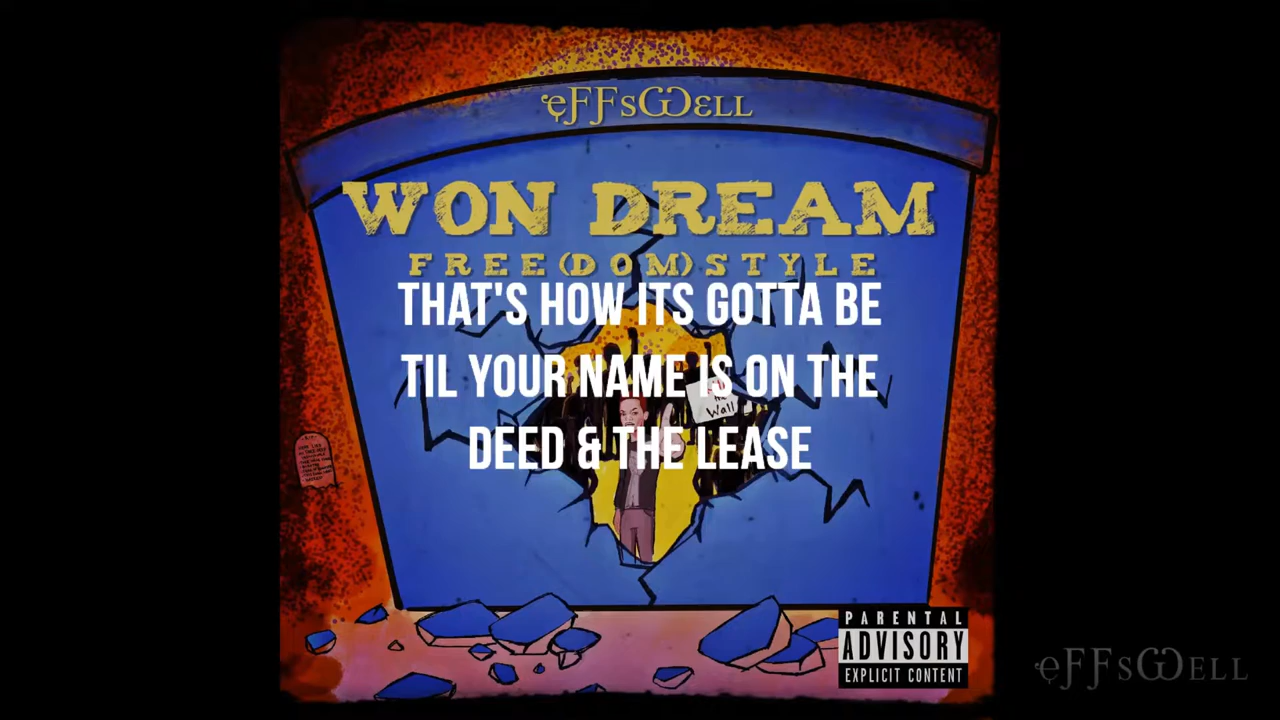 eFFsWELL
WON DREAM
FREE(DOM)STYLE
THAT'S HOW ITS GOTTA BE
TIL YOUR NAME IS ON THE
Wall
DEED & THE LEASE
PARENTAL
ADVISORY
EXPLICIT CONTENT
eFFsWELL